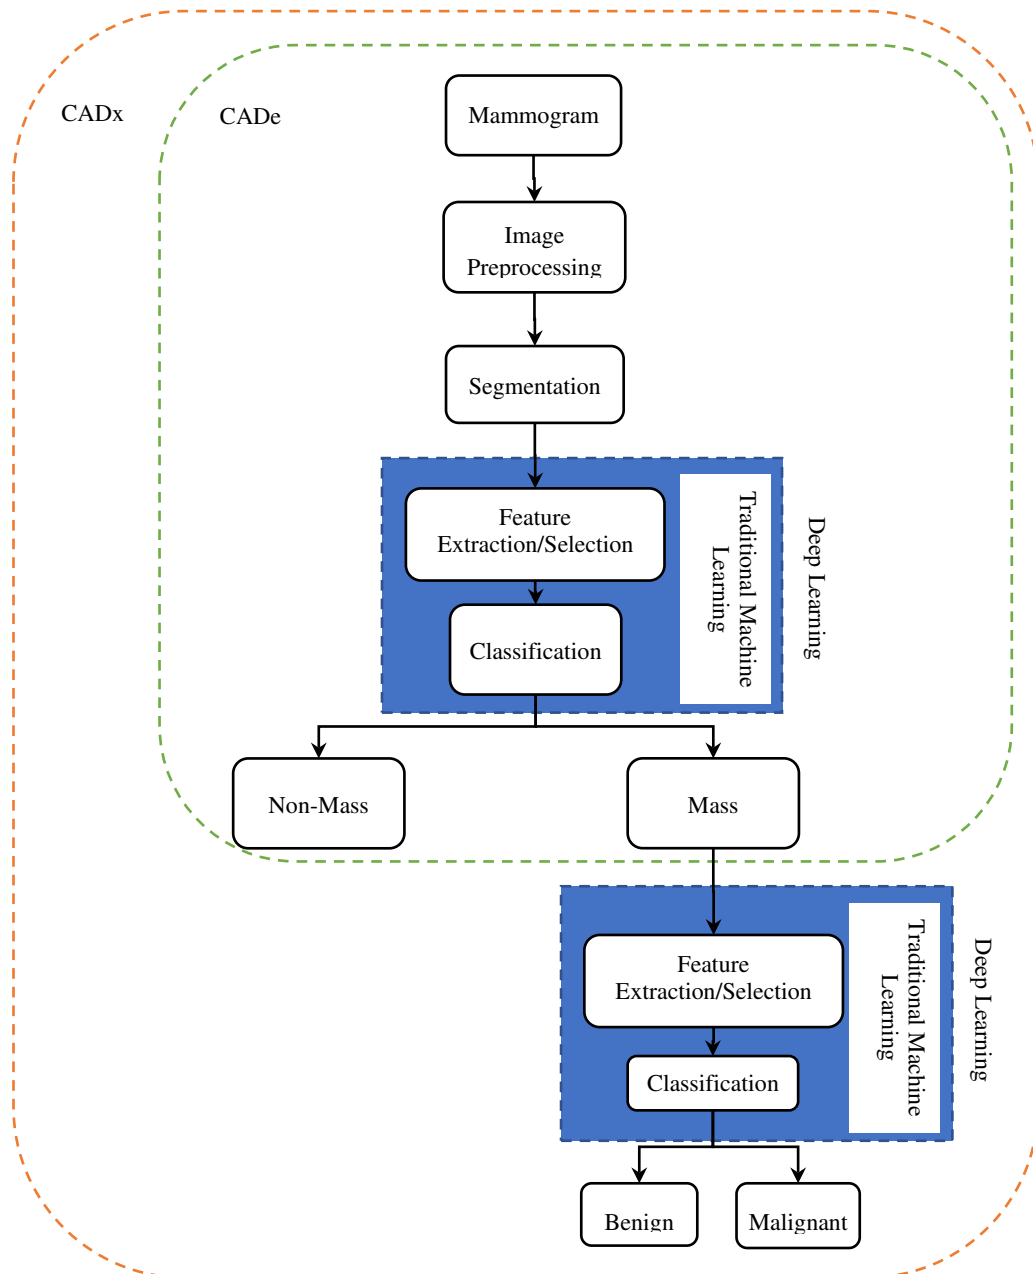 CADx
CADe
Mammogram
Image
Preprocessing
Segmentation
Feature
Extraction/Selection
Classification
Traditional Machine
Learning
Deep Learning
Non-Mass
Mass
Feature
Extraction/Selection
Classification
Traditional Machine
Learning
Deep Learning
Benign
Malignant